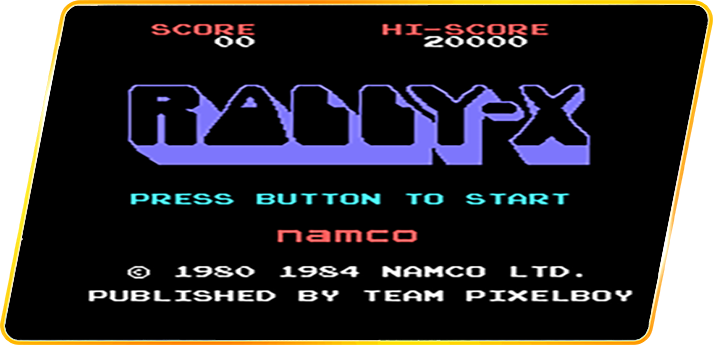 SCORE HI-SCORE
00 20000
RALLY-X
PRESS BUTTON TO START
namco
© 1980 1984 NAMCO LTD.
PUBLISHED BY TEAM PIXELBOY